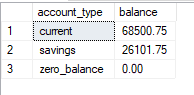 account_type balance
1 current 68500.75
2 savings 26101.75
3 zero_balance 0.00